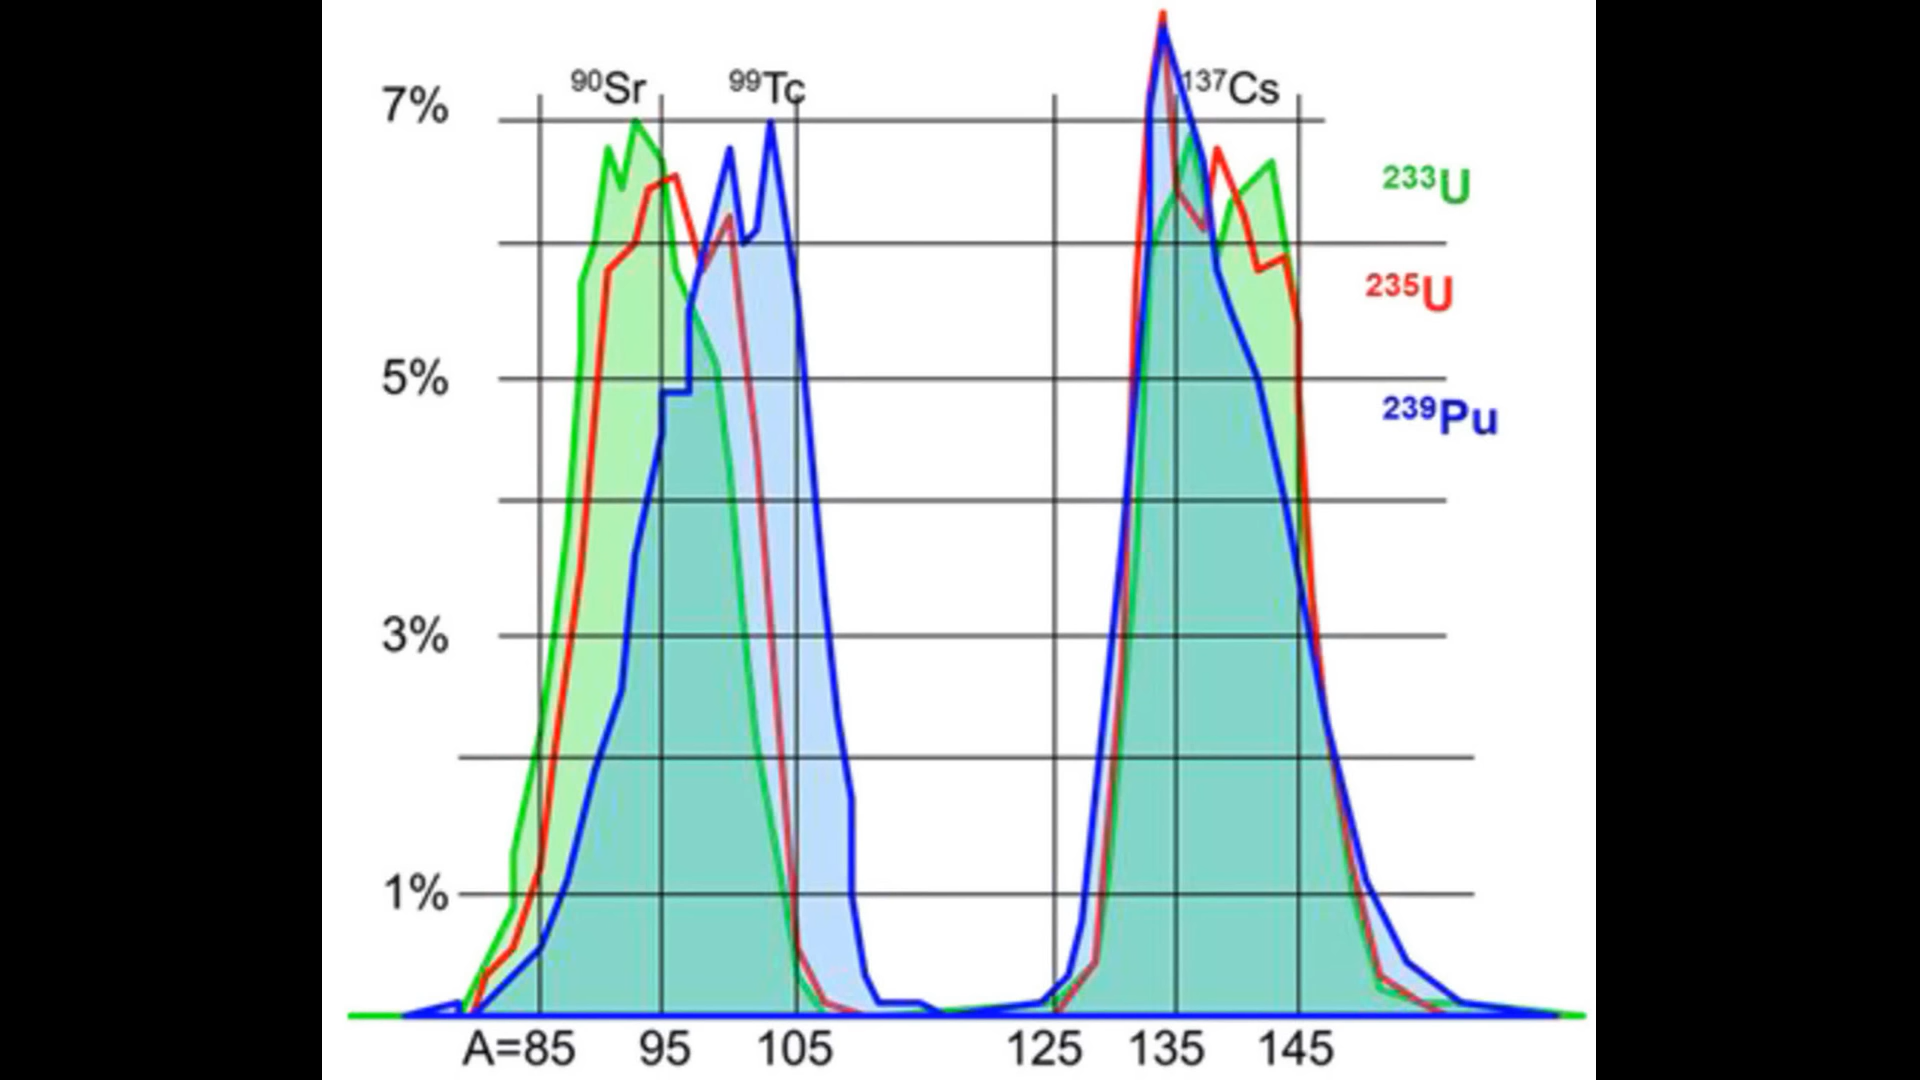 ⁹⁰Sr
⁹⁹Tc
¹³⁷Cs
7%
²³³U
²³⁵U
5%
²³⁹Pu
3%
1%
A=85 95 105 125 135 145